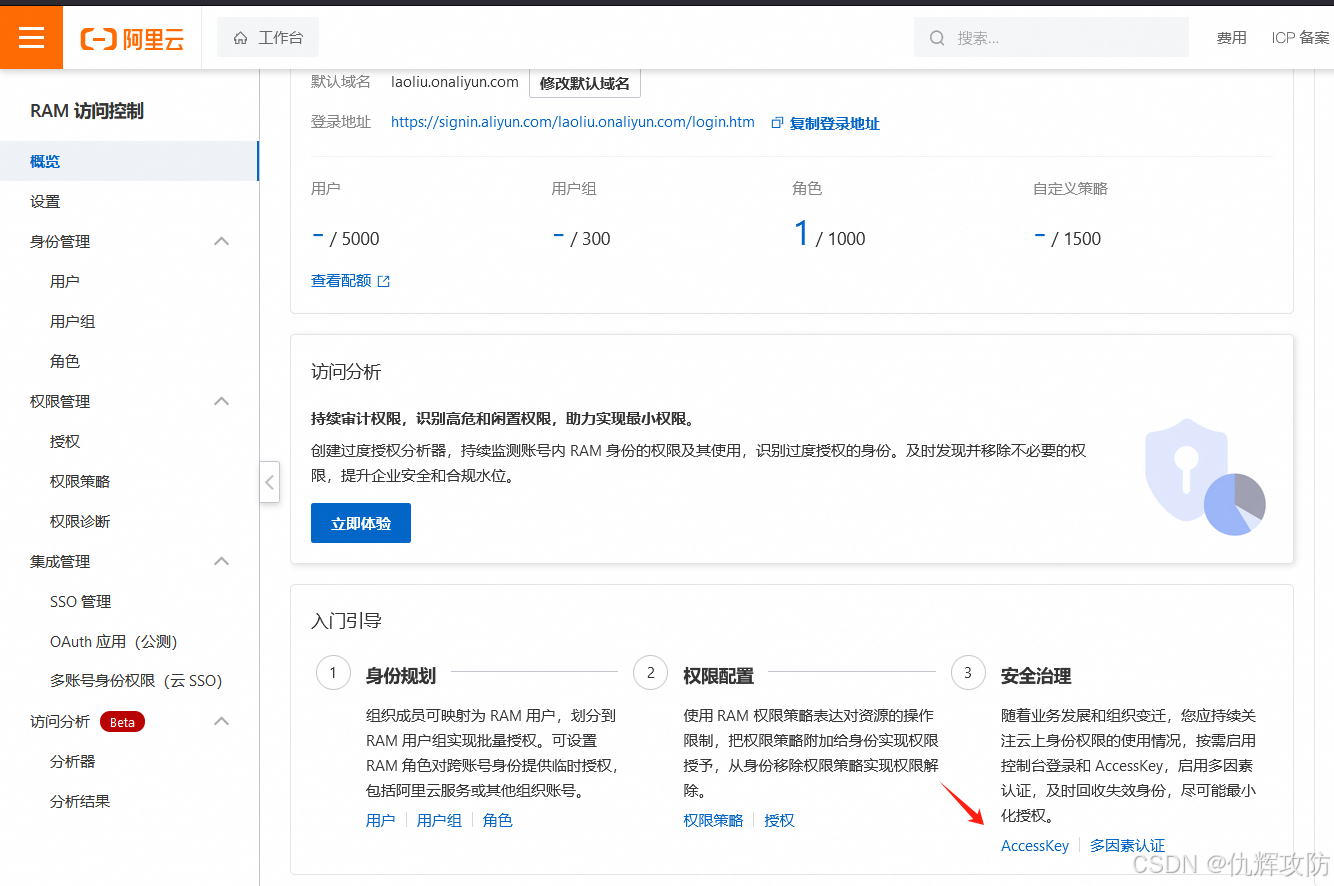 阿里云
工作台
搜索...
费用
ICP 备案
RAM 访问控制
概览
设置
身份管理
用户
用户组
角色
权限管理
授权
权限策略
权限诊断
集成管理
SSO 管理
OAuth 应用（公测）
多账号身份权限（云 SSO）
访问分析 Beta
分析器
分析结果
默认域名 laoliu.onaliyun.com 修改默认域名
登录地址 https://signin.aliyun.com/laoliu.onaliyun.com/login.htm 复制登录地址
用户 用户组 角色 自定义策略
- / 5000 - / 300 1 / 1000 - / 1500
查看配额
访问分析
持续审计权限，识别高危和闲置权限，助力实现最小权限。
创建过度授权分析器，持续监测账号内 RAM 身份的权限及其使用，识别过度授权的身份。及时发现并移除不必要的权
限，提升企业安全和合规水位。
立即体验
入门引导
1 身份规划
组织成员可映射为 RAM 用户，划分到
RAM 用户组实现批量授权。可设置
RAM 角色对跨账号身份提供临时授权，
包括阿里云服务或其他组织账号。
用户 用户组 角色
2 权限配置
使用 RAM 权限策略表达对资源的操作
限制，把权限策略附加给身份实现权限
授予，从身份移除权限策略实现权限解
除。
权限策略 授权
3 安全治理
随着业务发展和组织变迁，您应持续关
注云上身份权限的使用情况，按需启用
控制台登录和 AccessKey，启用多因素
认证，及时回收失效身份，尽可能最小
化授权。
AccessKey 多因素认证
CSDN @仇辉攻防